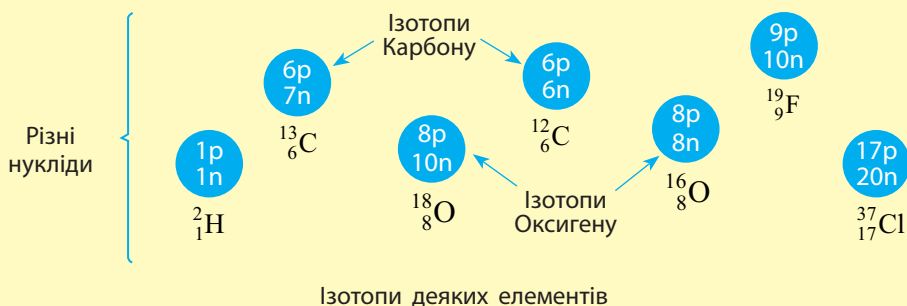 Ізотопи
Карбону
9p
10n
¹⁹₉F
6p
7n
¹³₆C
6p
6n
¹²₆C
Різні
нукліди
1p
1n
²₁H
8p
10n
¹⁸₈O
8p
8n
¹⁶₈O
17p
20n
³⁷₁₇Cl
Ізотопи
Оксигену
Ізотопи деяких елементів